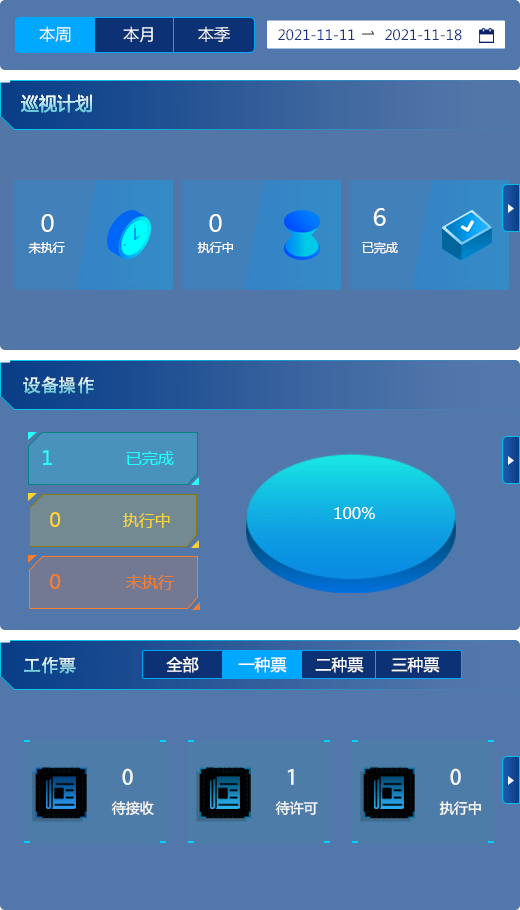 本周 本月 本季 2021-11-11 → 2021-11-18
巡视计划
0 0 6
未执行 执行中 已完成
设备操作
1 已完成
0 执行中
0 未执行
100%
工作票 全部 一种票 二种票 三种票
0 1 0
待接收 待许可 执行中